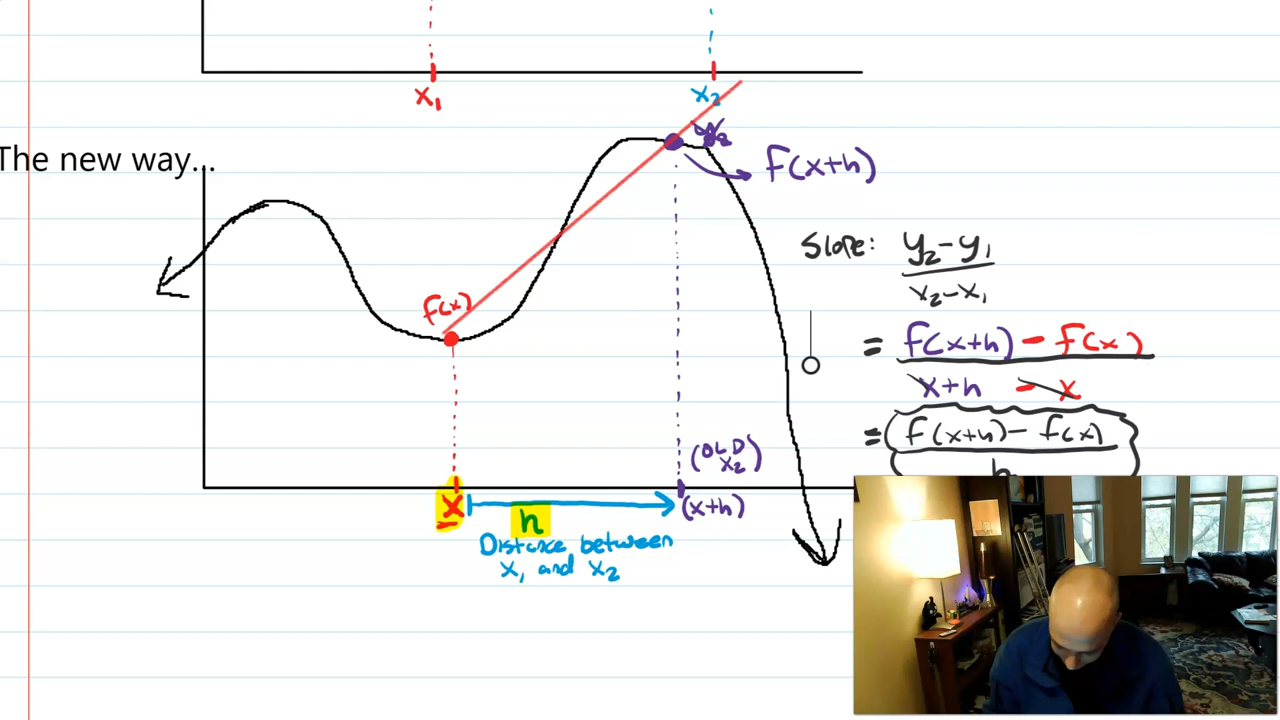 x₁ x₂
The new way...
f(x+h)
f(x)
Slope: y₂-y₁
x₂-x₁
= f(x+h) - f(x)
x+h - x
= f(x+h) - f(x)
h
(OLD
x₂)
x h (x+h)
Distance between
x₁ and x₂